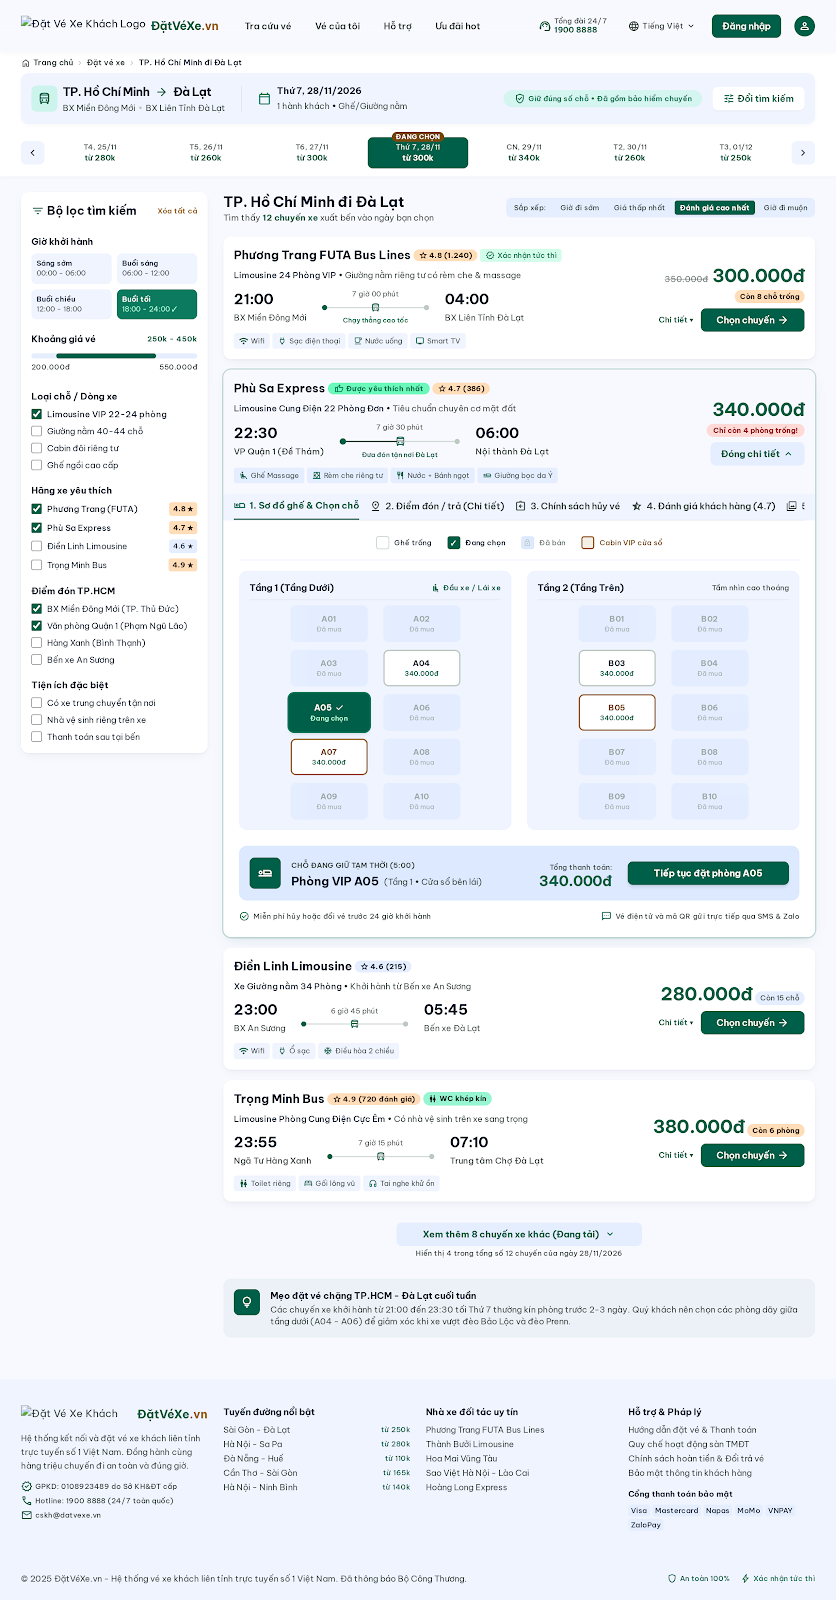 Đặt Vé Xe Khách Logo ĐặtVéXe.vn
Tra cứu vé
Vé của tôi
Hỗ trợ
Ưu đãi hot
Tổng đài 24/7
1900 8888
Tiếng Việt
Đăng nhập
Trang chủ › Đặt vé xe › TP. Hồ Chí Minh đi Đà Lạt
TP. Hồ Chí Minh → Đà Lạt
BX Miền Đông Mới • BX Liên Tỉnh Đà Lạt
Thứ 7, 28/11/2026
1 hành khách • Ghế/Giường nằm
Giữ đúng số chỗ • Đã gồm bảo hiểm chuyến
Đổi tìm kiếm
T4, 25/11
từ 280k
T5, 26/11
từ 260k
T6, 27/11
từ 300k
ĐANG CHỌN
Thứ 7, 28/11
từ 300k
CN, 29/11
từ 340k
T2, 30/11
từ 260k
T3, 01/12
từ 250k
Bộ lọc tìm kiếm
Xóa tất cả
Giờ khởi hành
Sáng sớm
00:00 - 06:00
Buổi sáng
06:00 - 12:00
Buổi chiều
12:00 - 18:00
Buổi tối
18:00 - 24:00 ✓
Khoảng giá vé
250k - 450k
200.000đ
550.000đ
Loại chỗ / Dòng xe
Limousine VIP 22-24 phòng
Giường nằm 40-44 chỗ
Cabin đôi riêng tư
Ghế ngồi cao cấp
Hãng xe yêu thích
Phương Trang (FUTA) 4.8 ★
Phù Sa Express 4.7 ★
Điền Linh Limousine 4.6 ★
Trọng Minh Bus 4.9 ★
Điểm đón TP.HCM
BX Miền Đông Mới (TP. Thủ Đức)
Văn phòng Quận 1 (Phạm Ngũ Lão)
Hàng Xanh (Bình Thạnh)
Bến xe An Sương
Tiện ích đặc biệt
Có xe trung chuyển tận nơi
Nhà vệ sinh riêng trên xe
Thanh toán sau tại bến
TP. Hồ Chí Minh đi Đà Lạt
Tìm thấy 12 chuyến xe xuất bến vào ngày bạn chọn
Sắp xếp:
Giờ đi sớm
Giá thấp nhất
Đánh giá cao nhất
Giờ đi muộn
Phương Trang FUTA Bus Lines 4.8 (1.240) Xác nhận tức thì
Limousine 24 Phòng VIP • Giường nằm riêng tư có rèm che & massage
21:00
BX Miền Đông Mới
7 giờ 00 phút
Chạy thẳng cao tốc
04:00
BX Liên Tỉnh Đà Lạt
Wifi
Sạc điện thoại
Nước uống
Smart TV
350.000đ 300.000đ
Còn 8 chỗ trống
Chi tiết ▾
Chọn chuyến →
Phù Sa Express Được yêu thích nhất 4.7 (386)
Limousine Cung Điện 22 Phòng Đơn • Tiêu chuẩn chuyên cơ mặt đất
22:30
VP Quận 1 (Đề Thám)
7 giờ 30 phút
Đưa đón tận nơi Đà Lạt
06:00
Nội thành Đà Lạt
Ghế Massage
Rèm che riêng tư
Nước + Bánh ngọt
Giường bọc da Ý
340.000đ
Chỉ còn 4 phòng trống!
Đóng chi tiết
1. Sơ đồ ghế & Chọn chỗ
2. Điểm đón / trả (Chi tiết)
3. Chính sách hủy vé
4. Đánh giá khách hàng (4.7)
5
Ghế trống
Đang chọn
Đã bán
Cabin VIP cửa sổ
Tầng 1 (Tầng Dưới)
Đầu xe / Lái xe
A01
Đã mua
A02
Đã mua
A03
Đã mua
A04
340.000đ
A05 ✓
Đang chọn
A06
Đã mua
A07
340.000đ
A08
Đã mua
A09
Đã mua
A10
Đã mua
Tầng 2 (Tầng Trên)
Tầm nhìn cao thoáng
B01
Đã mua
B02
Đã mua
B03
340.000đ
B04
Đã mua
B05
340.000đ
B06
Đã mua
B07
Đã mua
B08
Đã mua
B09
Đã mua
B10
Đã mua
CHỖ ĐANG GIỮ TẠM THỜI (5:00)
Phòng VIP A05 (Tầng 1 • Cửa sổ bên lái)
Tổng thanh toán:
340.000đ
Tiếp tục đặt phòng A05
Miễn phí hủy hoặc đổi vé trước 24 giờ khởi hành
Vé điện tử và mã QR gửi trực tiếp qua SMS & Zalo
Điền Linh Limousine 4.6 (215)
Xe Giường nằm 34 Phòng • Khởi hành từ Bến xe An Sương
23:00
BX An Sương
6 giờ 45 phút
05:45
Bến xe Đà Lạt
Wifi
Ổ sạc
Điều hòa 2 chiều
280.000đ Còn 15 chỗ
Chi tiết ▾
Chọn chuyến →
Trọng Minh Bus 4.9 (720 đánh giá) WC khép kín
Limousine Phòng Cung Điện Cực Êm • Có nhà vệ sinh trên xe sang trọng
23:55
Ngã Tư Hàng Xanh
7 giờ 15 phút
07:10
Trung tâm Chợ Đà Lạt
Toilet riêng
Gối lông vũ
Tai nghe khử ồn
380.000đ Còn 6 phòng
Chi tiết ▾
Chọn chuyến →
Xem thêm 8 chuyến xe khác (Đang tải)
Hiển thị 4 trong tổng số 12 chuyến của ngày 28/11/2026
Mẹo đặt vé chặng TP.HCM - Đà Lạt cuối tuần
Các chuyến xe khởi hành từ 21:00 đến 23:30 tối Thứ 7 thường kín phòng trước 2-3 ngày. Quý khách nên chọn các phòng dãy giữa
tầng dưới (A04 - A06) để giảm xóc khi xe vượt đèo Bảo Lộc và đèo Prenn.
Đặt Vé Xe Khách ĐặtVéXe.vn
Hệ thống kết nối và đặt vé xe khách liên tỉnh
trực tuyến số 1 Việt Nam. Đồng hành cùng
hàng triệu chuyến đi an toàn và đúng giờ.
GPKD: 0108923489 do Sở KH&ĐT cấp
Hotline: 1900 8888 (24/7 toàn quốc)
cskh@datvexe.vn
Tuyến đường nổi bật
Sài Gòn - Đà Lạt từ 250k
Hà Nội - Sa Pa từ 280k
Đà Nẵng - Huế từ 110k
Cần Thơ - Sài Gòn từ 165k
Hà Nội - Ninh Bình từ 140k
Nhà xe đối tác uy tín
Phương Trang FUTA Bus Lines
Thành Bưởi Limousine
Hoa Mai Vũng Tàu
Sao Việt Hà Nội - Lào Cai
Hoàng Long Express
Hỗ trợ & Pháp lý
Hướng dẫn đặt vé & Thanh toán
Quy chế hoạt động sàn TMĐT
Chính sách hoàn tiền & Đổi trả vé
Bảo mật thông tin khách hàng
Cổng thanh toán bảo mật
Visa Mastercard Napas MoMo VNPAY
ZaloPay
© 2025 ĐặtVéXe.vn - Hệ thống vé xe khách liên tỉnh trực tuyến số 1 Việt Nam. Đã thông báo Bộ Công Thương.
An toàn 100%
Xác nhận tức thì